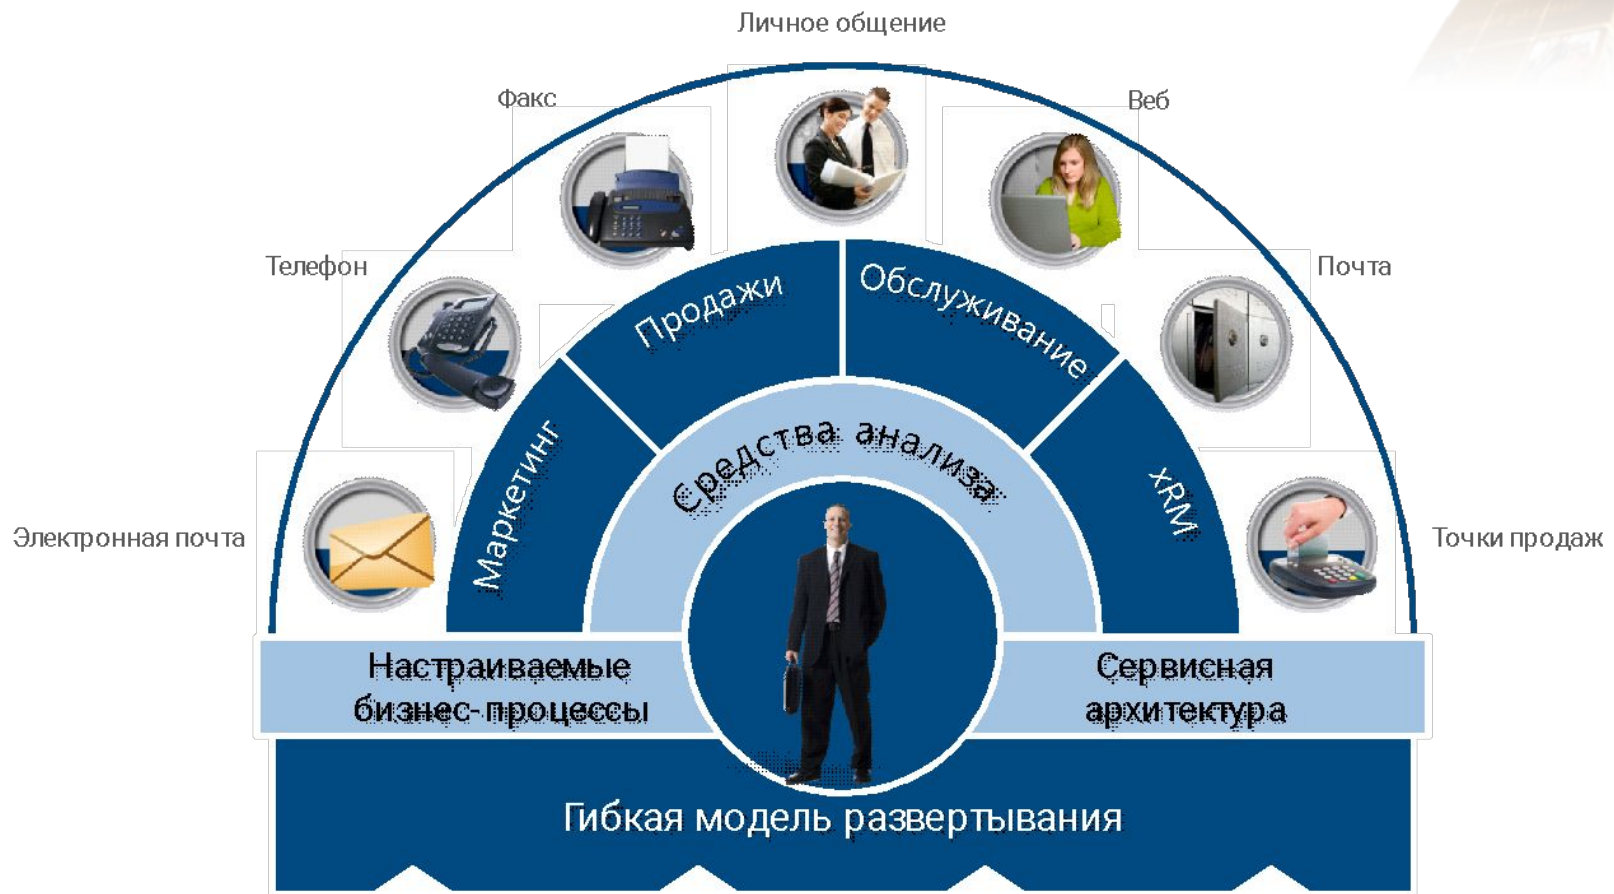 Личное общение
Факс
Веб
Телефон
Почта
Продажи
Обслуживание
Маркетинг
Средства анализа
xRM
Электронная почта
Точки продаж
Настраиваемые
бизнес-процессы
Сервисная
архитектура
Гибкая модель развертывания